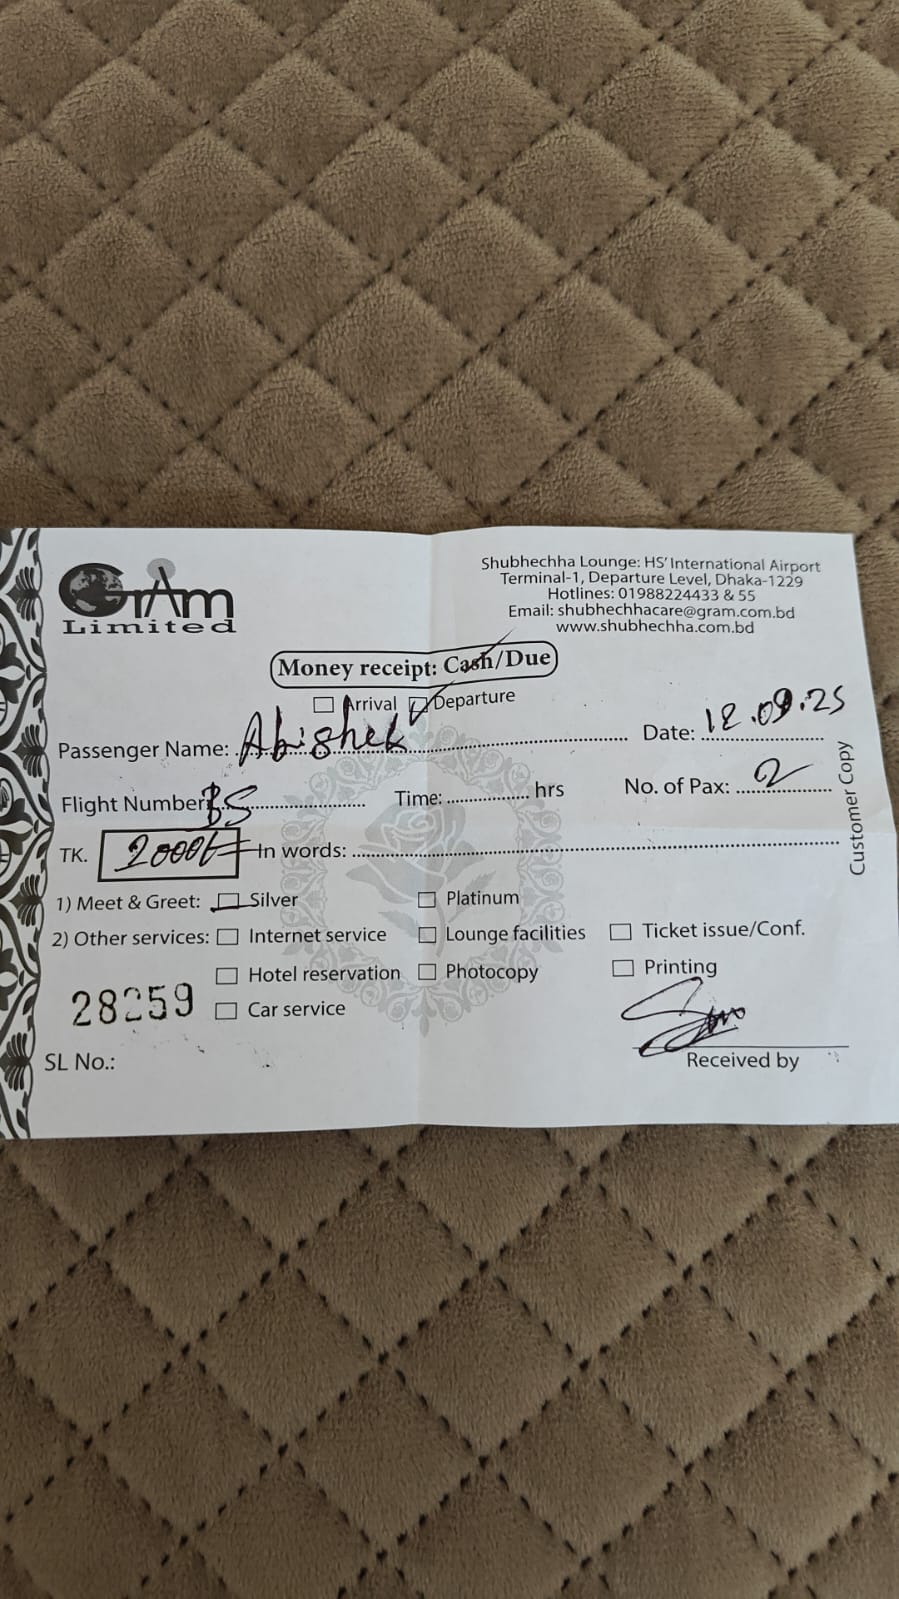 GrAm
Limited
Shubhechha Lounge: HS' International Airport
Terminal-1, Departure Level, Dhaka-1229
Hotlines: 01988224433 & 55
Email: shubhechhacare@gram.com.bd
www.shubhechha.com.bd
Money receipt: Cash/Due
Arrival Departure
Passenger Name: Abishek Date: 12.09.25
Flight Number: BS Time: hrs No. of Pax: 2
TK. 2000/= In words:
1) Meet & Greet: Silver Platinum
2) Other services: Internet service Lounge facilities Ticket issue/Conf.
Hotel reservation Photocopy Printing
28259 Car service
SL No.: Received by
Customer Copy